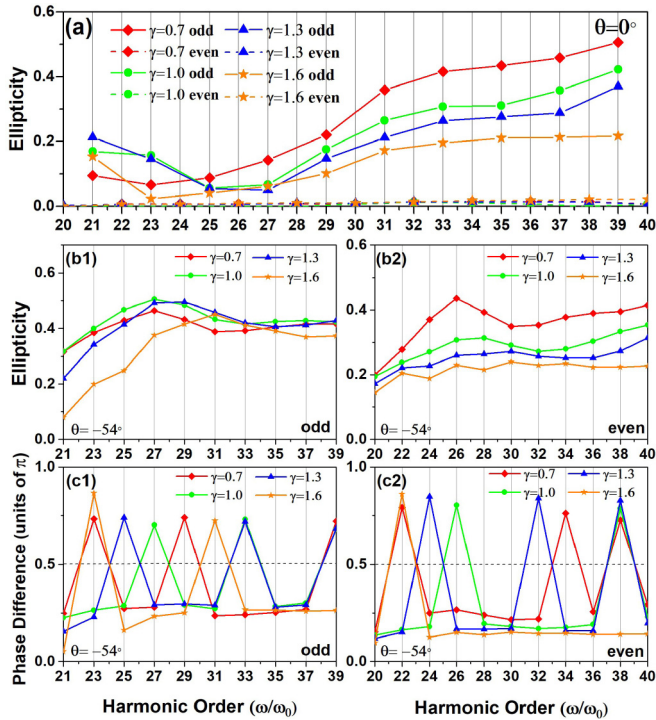 (a)
θ=0°
γ=0.7 odd
γ=0.7 even
γ=1.0 odd
γ=1.0 even
γ=1.3 odd
γ=1.3 even
γ=1.6 odd
γ=1.6 even
Ellipticity
0.6
0.4
0.2
0.0
20 21 22 23 24 25 26 27 28 29 30 31 32 33 34 35 36 37 38 39 40
(b1)
γ=0.7
γ=1.3
γ=1.0
γ=1.6
Ellipticity
0.6
0.4
0.2
0.0
θ= −54°
odd
21 23 25 27 29 31 33 35 37 39
Harmonic Order
(b2)
γ=0.7
γ=1.3
γ=1.0
γ=1.6
Ellipticity
0.6
0.4
0.2
0.0
θ= −54°
even
20 22 24 26 28 30 32 34 36 38 40
Harmonic Order
(c1)
γ=0.7
γ=1.3
γ=1.0
γ=1.6
Phase Difference (units of π)
1.0
0.5
0.0
θ= −54°
odd
21 23 25 27 29 31 33 35 37 39
Harmonic Order (ω/ω₀)
(c2)
γ=0.7
γ=1.3
γ=1.0
γ=1.6
1.0
0.5
0.0
θ= −54°
even
20 22 24 26 28 30 32 34 36 38 40
Harmonic Order (ω/ω₀)